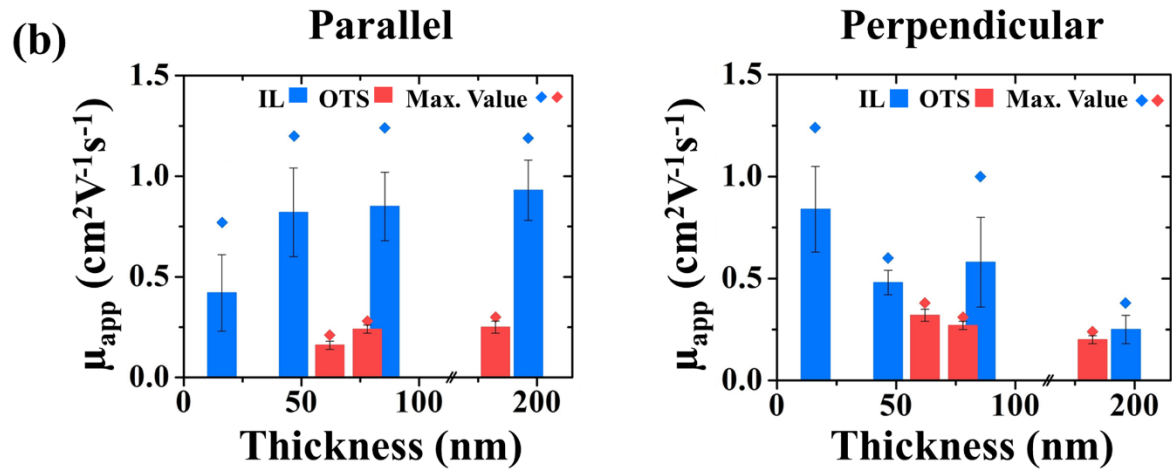 (b)
Parallel
μapp (cm²V⁻¹s⁻¹)
1.5
1.0
0.5
0.0
IL OTS Max. Value
0 50 100 200
Thickness (nm)
Perpendicular
μapp (cm²V⁻¹s⁻¹)
1.5
1.0
0.5
0.0
IL OTS Max. Value
0 50 100 200
Thickness (nm)